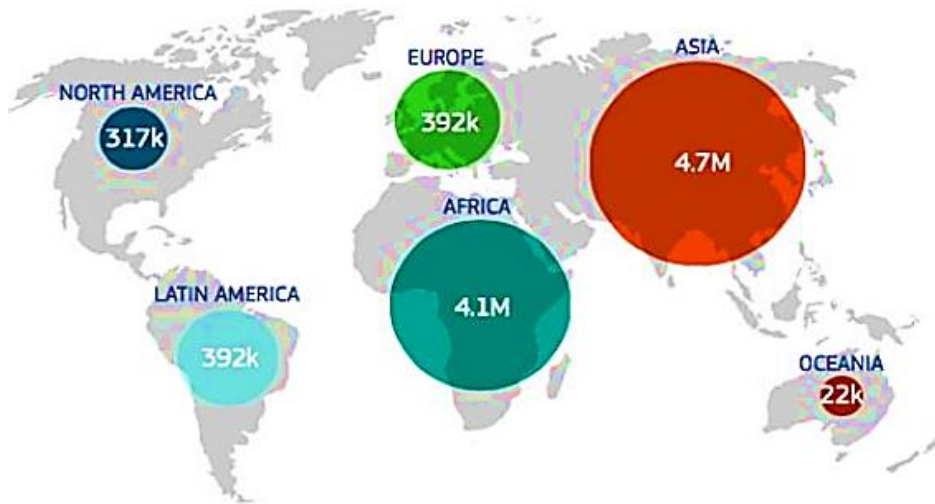 NORTH AMERICA
317k
EUROPE
392k
ASIA
4.7M
AFRICA
4.1M
LATIN AMERICA
392k
OCEANIA
22k